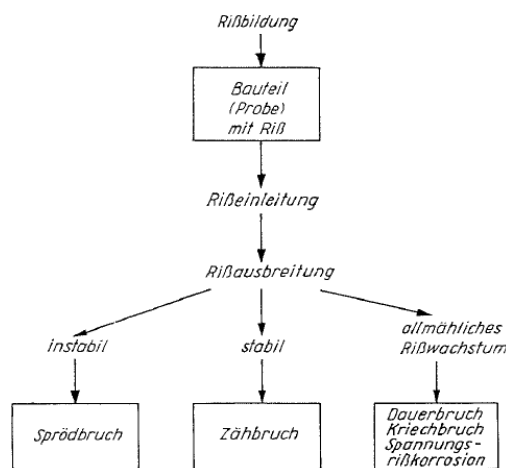 Rißbildung
Bauteil
(Probe)
mit Riß
Rißeinleitung
Rißausbreitung
instabil
stabil
allmähliches
Rißwachstum
Sprödbruch
Zähbruch
Dauerbruch
Kriechbruch
Spannungs-
rißkorrosion